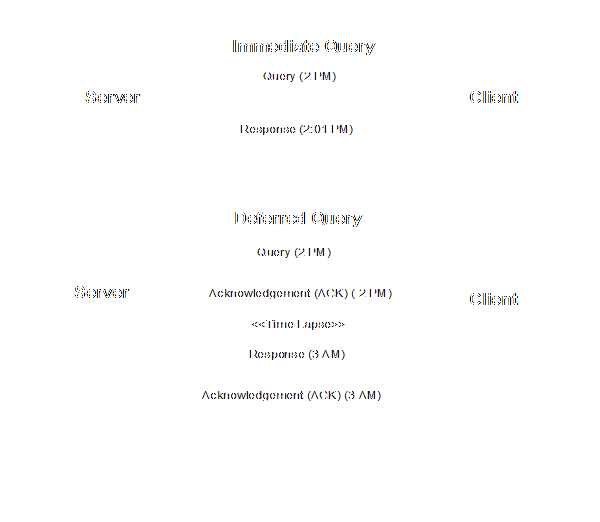 Immediate Query
Query (2 PM)
Server
Client
Response (2:01 PM)
Deferred Query
Query (2 PM)
Server
Acknowledgement (ACK) ( 2 PM)
Client
<<Time Lapse>>
Response (3 AM)
Acknowledgement (ACK) (3 AM)